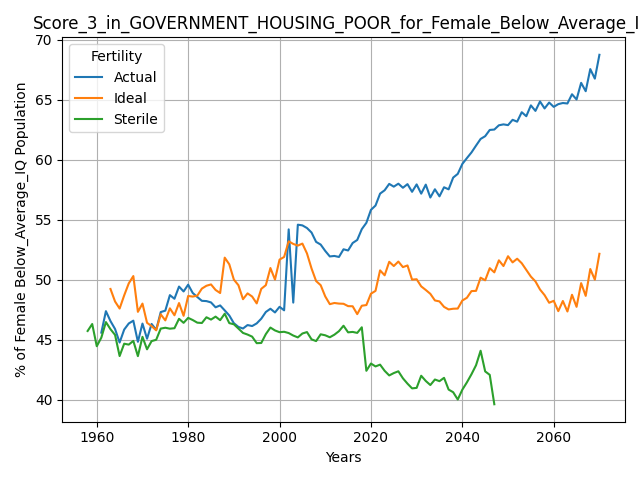 Score_3_in_GOVERNMENT_HOUSING_POOR_for_Female_Below_Average_I
70
65
60
55
50
45
40
% of Female Below_Average_IQ Population
Fertility
Actual
Ideal
Sterile
1960 1980 2000 2020 2040 2060
Years